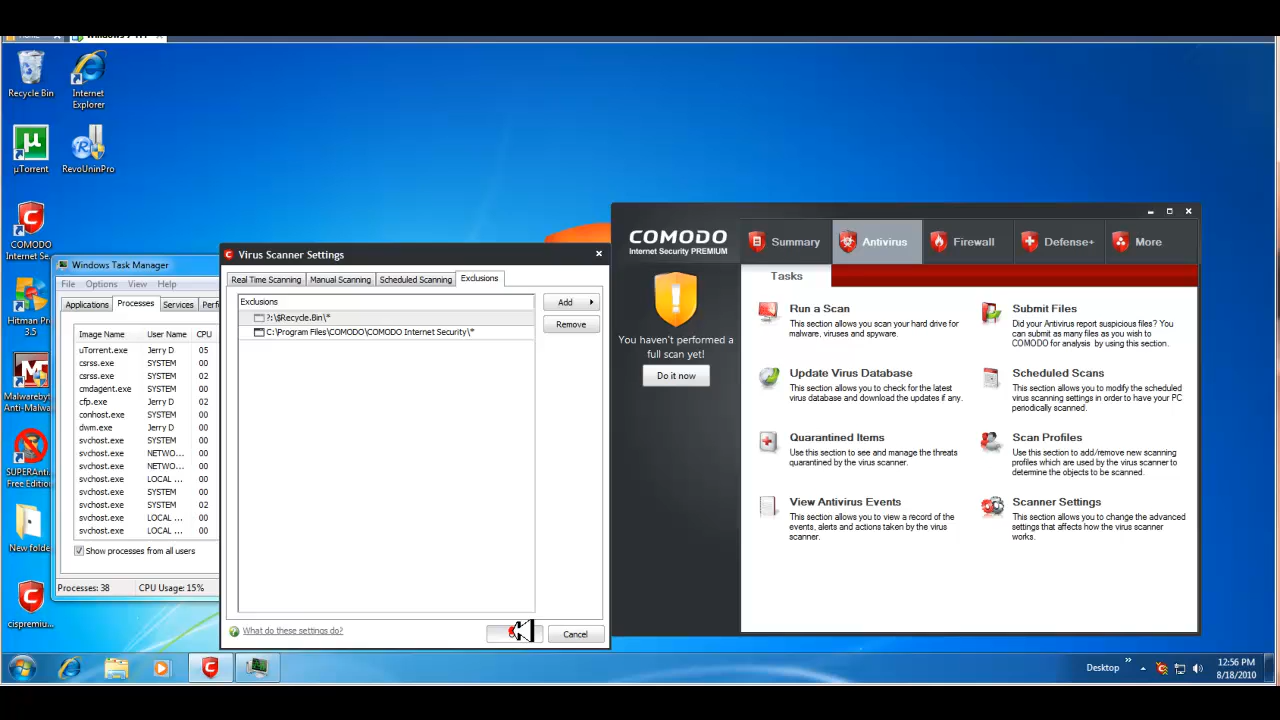 Recycle Bin
Internet
Explorer
µTorrent
RevoUninPro
COMODO
Internet Se...
Hitman Pro
3.5
Malwareb
Anti-Malwa
SUPERAnti
Free Edition
New folde
cispremiu
Windows Task Manager
File Options View Help
Applications Processes Services Perf
Image Name User Name CPU
uTorrent.exe Jerry D 05
csrss.exe SYSTEM 00
csrss.exe SYSTEM 02
cmdagent.exe SYSTEM 00
cfp.exe Jerry D 02
conhost.exe SYSTEM 00
dwm.exe Jerry D 00
svchost.exe SYSTEM 00
svchost.exe NETWO... 00
svchost.exe NETWO... 00
svchost.exe LOCAL ... 00
svchost.exe SYSTEM 00
svchost.exe SYSTEM 02
svchost.exe LOCAL ... 00
svchost.exe LOCAL ... 00
Show processes from all users
Processes: 38 CPU Usage: 15%
Virus Scanner Settings
Real Time Scanning Manual Scanning Scheduled Scanning Exclusions
Exclusions
?:\$Recycle.Bin\*
C:\Program Files\COMODO\COMODO Internet Security\*
Add
Remove
What do these settings do?
Cancel
COMODO
Internet Security PREMIUM
Summary Antivirus Firewall Defense+ More
You haven't performed a
full scan yet!
Do it now
Tasks
Run a Scan
This section allows you scan your hard drive for
malware, viruses and spyware.
Update Virus Database
This section allows you to check for the latest
virus database and download the updates if any.
Quarantined Items
Use this section to see and manage the threats
quarantined by the virus scanner.
View Antivirus Events
This section allows you to view a record of the
events, alerts and actions taken by the virus
scanner.
Submit Files
Did your Antivirus report suspicious files? You
can submit as many files as you wish to
COMODO for analysis by using this section.
Scheduled Scans
This section allows you to modify the scheduled
virus scanning settings in order to have your PC
periodically scanned.
Scan Profiles
Use this section to add/remove new scanning
profiles which are used by the virus scanner to
determine the objects to be scanned.
Scanner Settings
This section allows you to change the advanced
settings that affects how the virus scanner
works.
Desktop
12:56 PM
8/18/2010